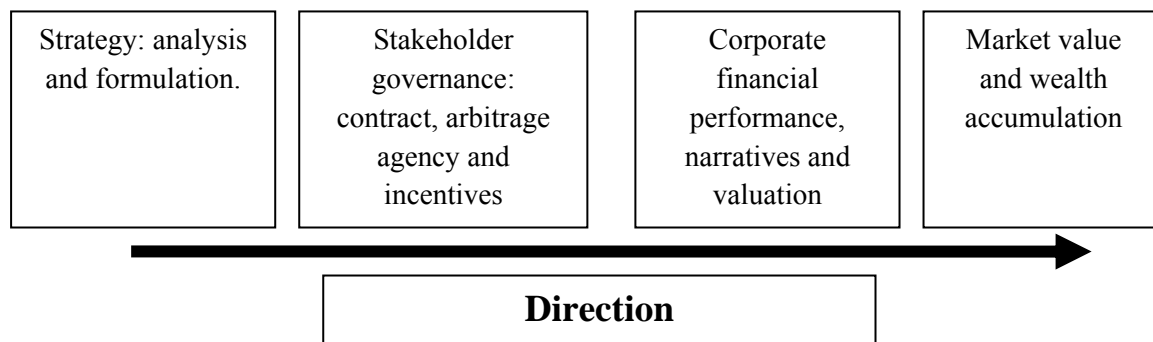 Strategy: analysis
and formulation.
Stakeholder
governance:
contract, arbitrage
agency and
incentives
Corporate
financial
performance,
narratives and
valuation
Market value
and wealth
accumulation
Direction